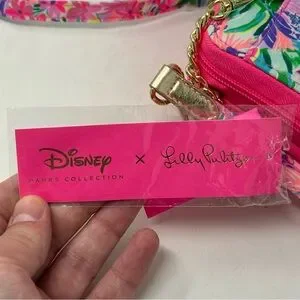 Disney × Lilly Pulitzer
PARKS COLLECTION